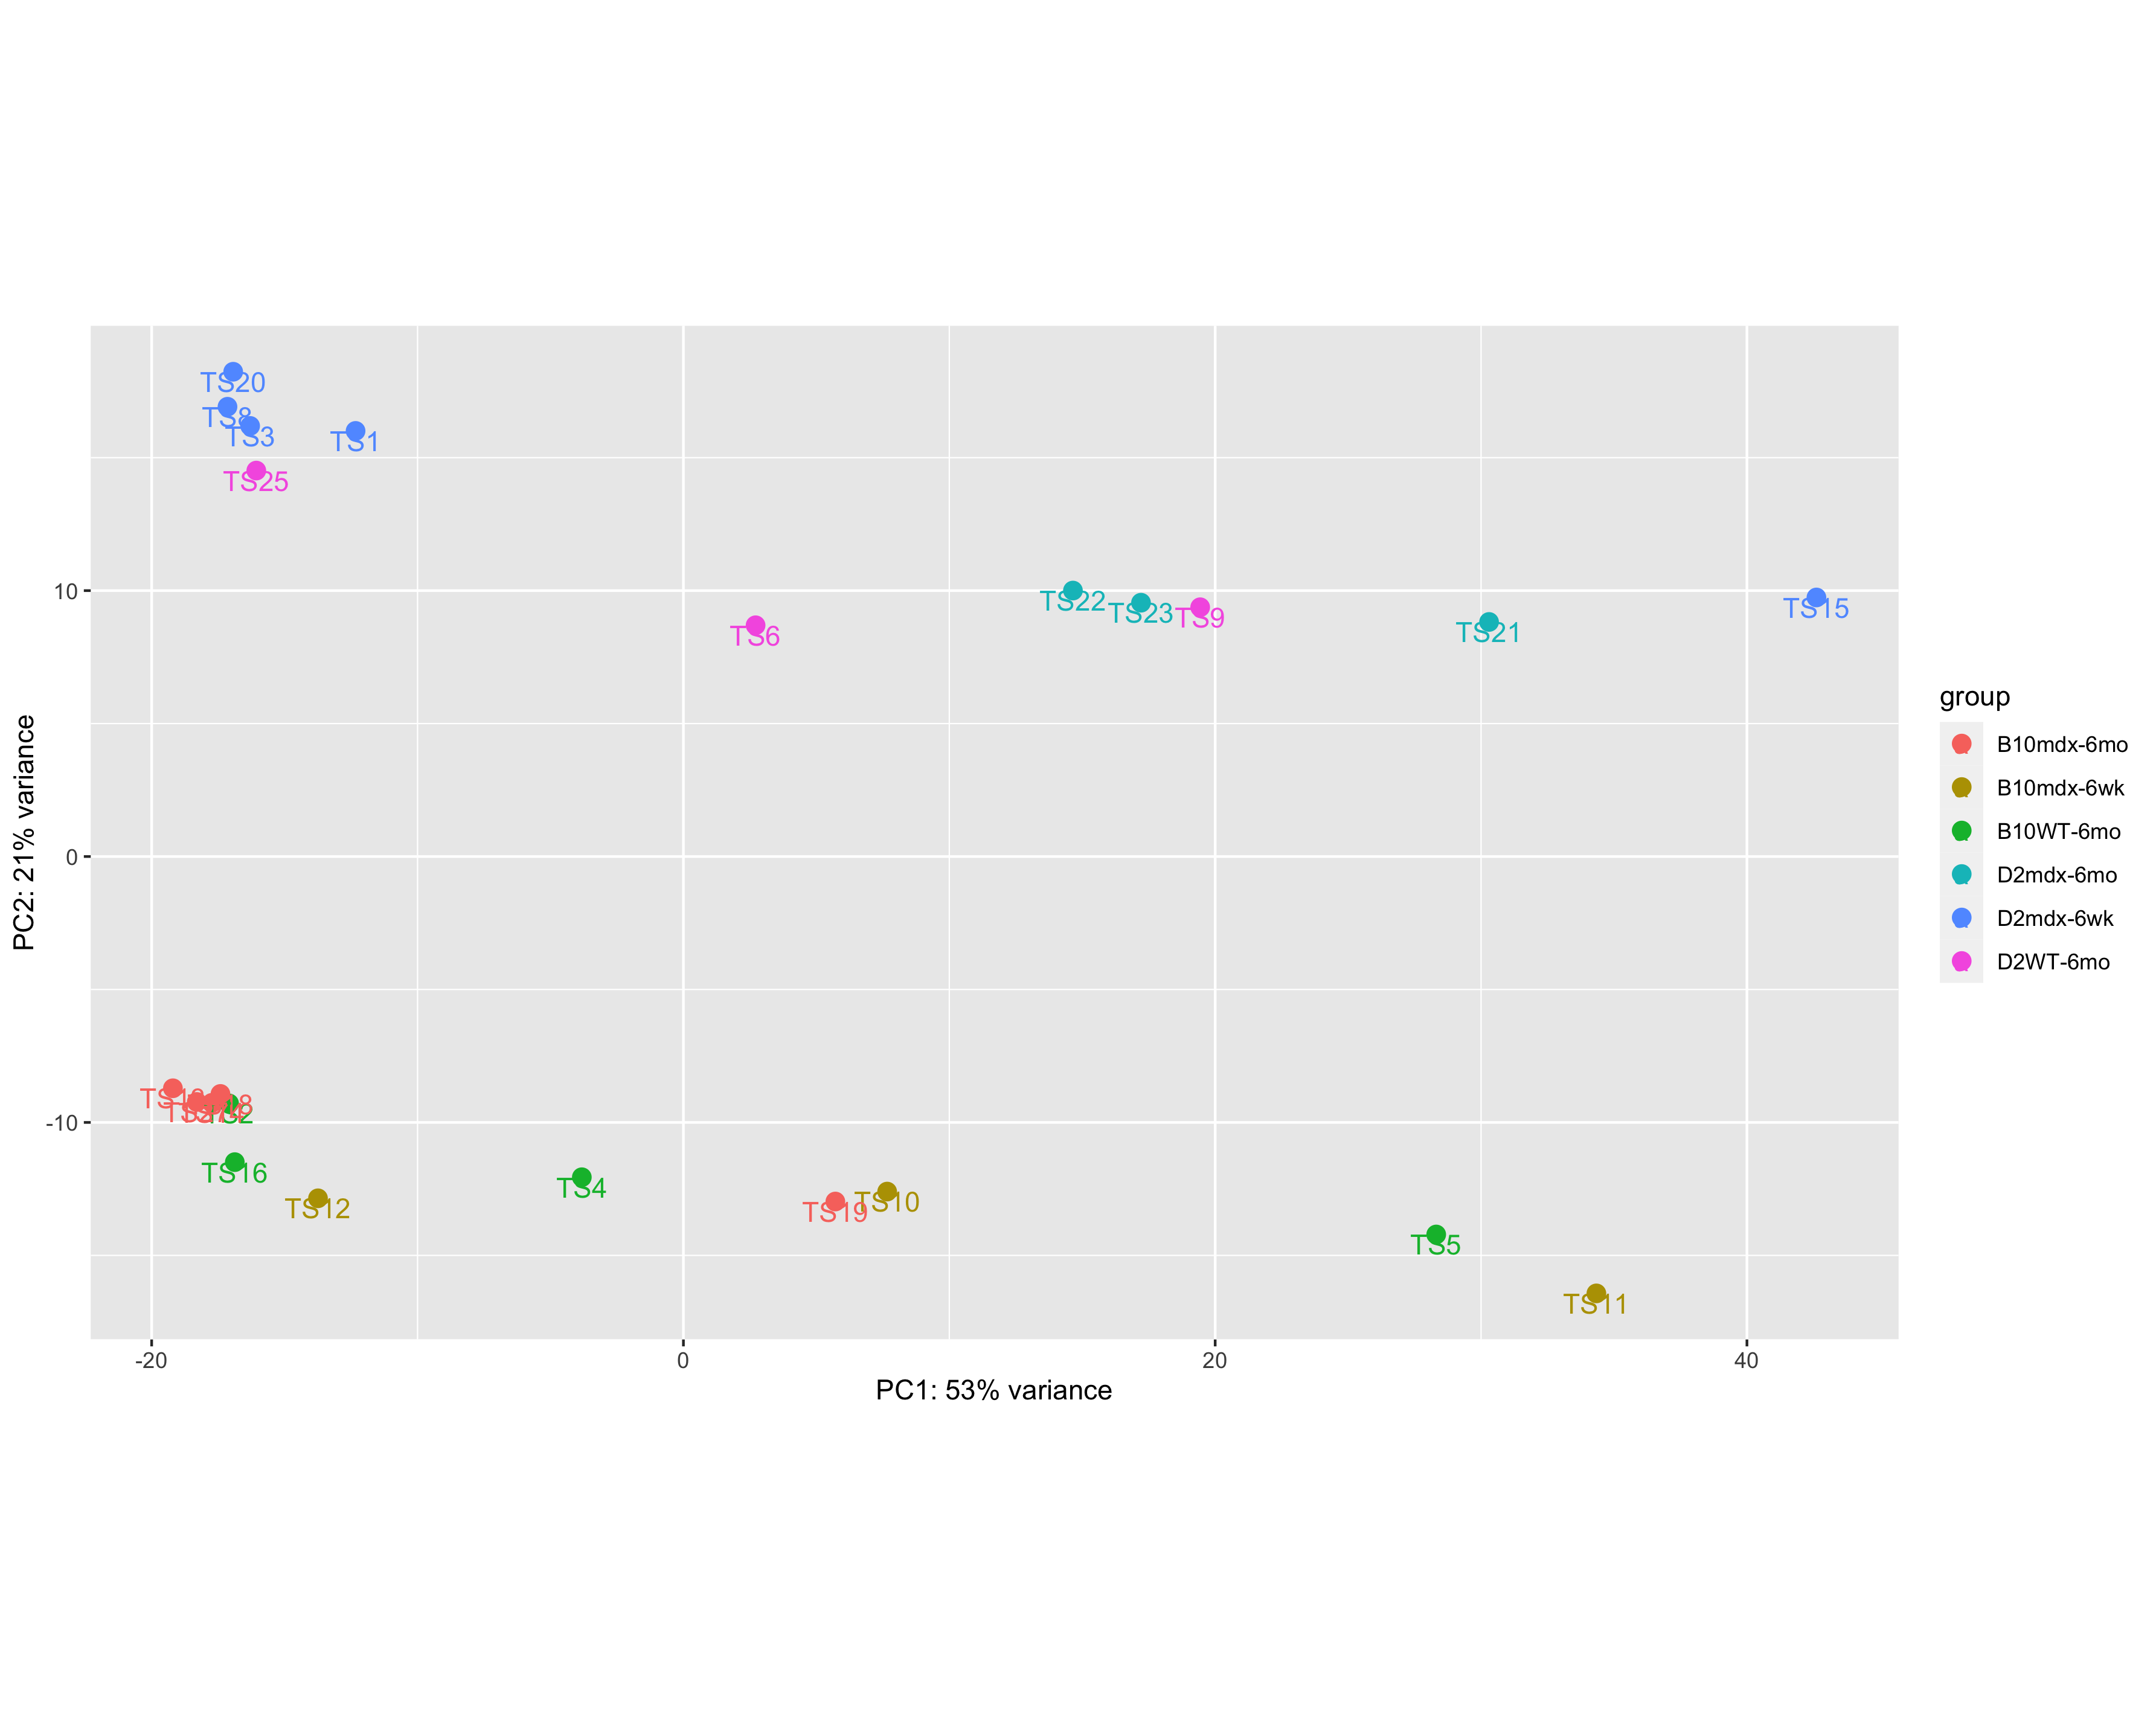 TS20
TS8
TS3
TS1
TS25
TS22
TS23
TS9
TS6
TS21
TS15
TS2
TS16
TS12
TS4
TS19
TS10
TS5
TS11
10
0
-10
-20
0
20
40
PC1: 53% variance
PC2: 21% variance
group
B10mdx-6mo
B10mdx-6wk
B10WT-6mo
D2mdx-6mo
D2mdx-6wk
D2WT-6mo